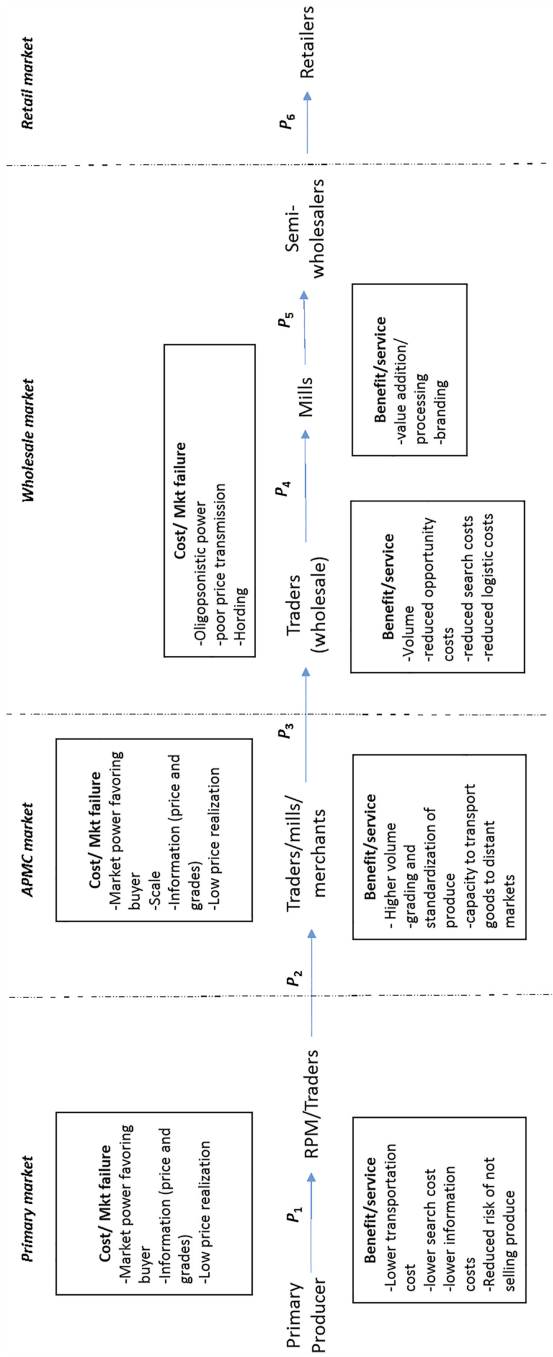 Primary market
Cost/ Mkt failure
-Market power favoring
buyer
-Information (price and
grades)
-Low price realization
Primary
Producer
P1
RPM/Traders
Benefit/service
-Lower transportation
cost
-lower search cost
-lower information
costs
-Reduced risk of not
selling produce
P2
APMC market
Cost/ Mkt failure
-Market power favoring
buyer
-Scale
-Information (price and
grades)
-Low price realization
Traders/mills/
merchants
Benefit/service
- Higher volume
-grading and
standardization of
produce
-capacity to transport
goods to distant
markets
P3
Wholesale market
Cost/ Mkt failure
-Oligopsonistic power
-poor price transmission
-Hording
Traders
(wholesale)
P4
Mills
P5
Semi-
wholesalers
Benefit/service
-Volume
-reduced opportunity
costs
-reduced search costs
-reduced logistic costs
Benefit/service
-value addition/
processing
-branding
Retail market
P6
Retailers